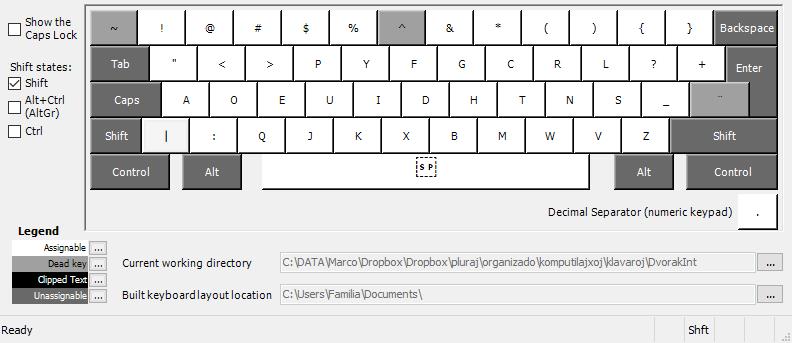 Show the
Caps Lock
Shift states:
Shift
Alt+Ctrl
(AltGr)
Ctrl
~ ! @ # $ % ^ & * ( ) { } Backspace
Tab " < > P Y F G C R L ? + Enter
Caps A O E U I D H T N S _ ¨
Shift | : Q J K X B M W V Z Shift
Control Alt SP Alt Control
Decimal Separator (numeric keypad) .
Legend
Assignable ...
Dead key ...
Clipped Text ...
Unassignable ...
Current working directory C:\DATA\Marco\Dropbox\Dropbox\pluraj\organizado\komputilajxoj\klavaroj\DvorakInt ...
Built keyboard layout location C:\Users\Familia\Documents\ ...
Ready Shft